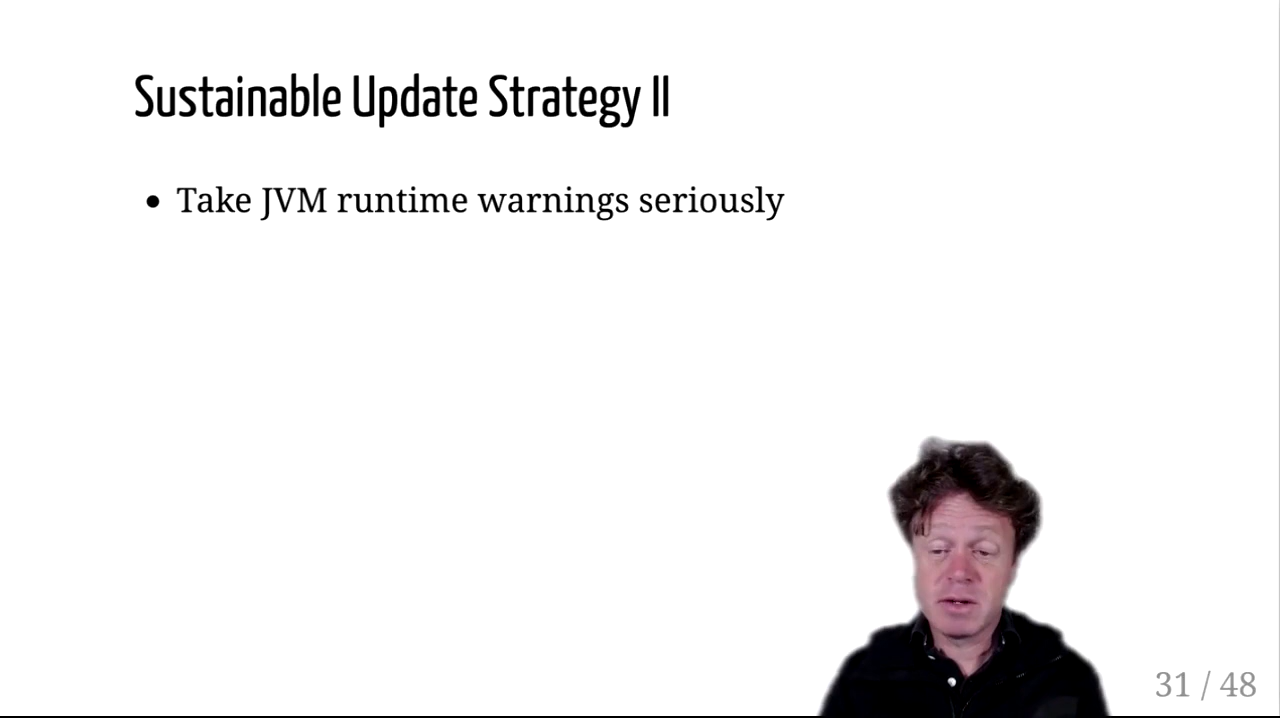 Sustainable Update Strategy II
• Take JVM runtime warnings seriously
31 / 48